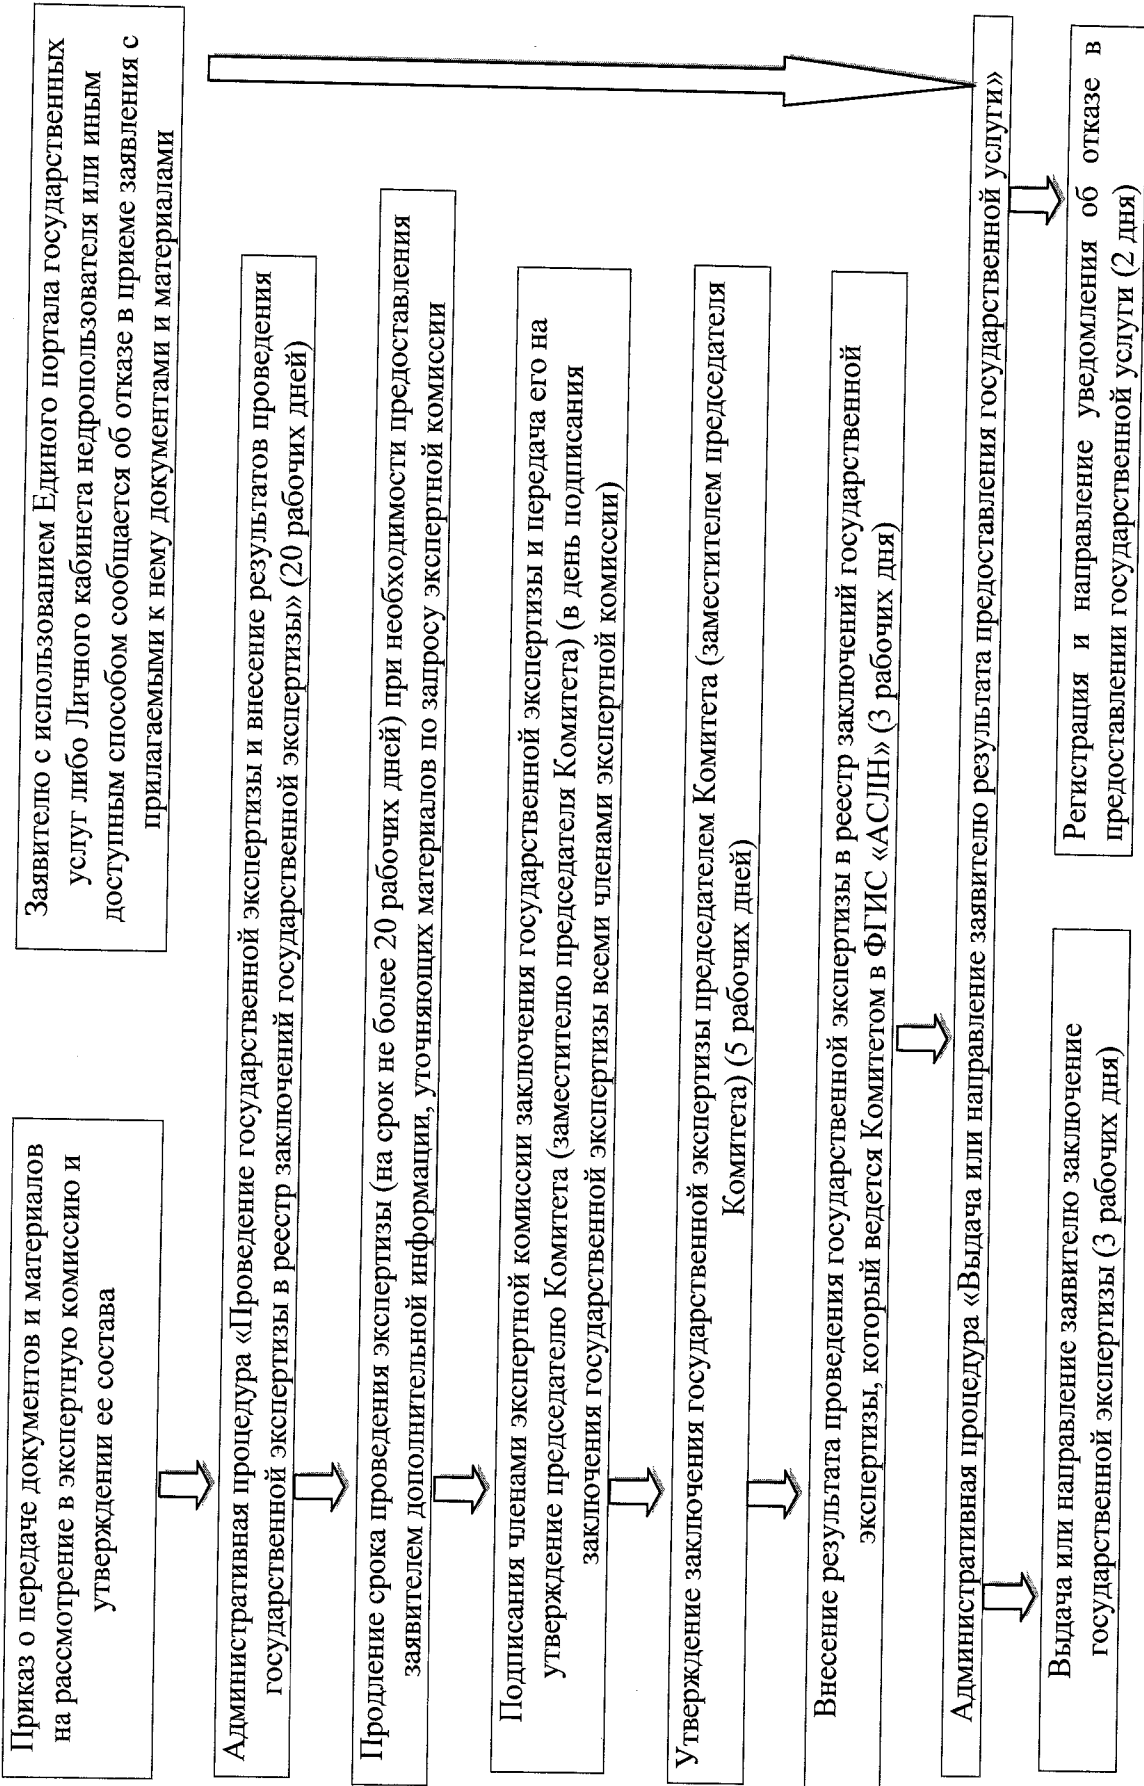 Приказ о передаче документов и материалов
на рассмотрение в экспертную комиссию и
утверждении ее состава
Заявителю с использованием Единого портала государственных
услуг либо Личного кабинета недропользователя или иным
доступным способом сообщается об отказе в приеме заявления с
прилагаемыми к нему документами и материалами
Административная процедура «Проведение государственной экспертизы и внесение результатов проведения
государственной экспертизы в реестр заключений государственной экспертизы» (20 рабочих дней)
Продление срока проведения экспертизы (на срок не более 20 рабочих дней) при необходимости предоставления
заявителем дополнительной информации, уточняющих материалов по запросу экспертной комиссии
Подписания членами экспертной комиссии заключения государственной экспертизы и передача его на
утверждение председателю Комитета (заместителю председателя Комитета) (в день подписания
заключения государственной экспертизы всеми членами экспертной комиссии)
Утверждение заключения государственной экспертизы председателем Комитета (заместителем председателя
Комитета) (5 рабочих дней)
Внесение результата проведения государственной экспертизы в реестр заключений государственной
экспертизы, который ведется Комитетом в ФГИС «АСЛН» (3 рабочих дня)
Административная процедура «Выдача или направление заявителю результата предоставления государственной услуги»
Выдача или направление заявителю заключение
государственной экспертизы (3 рабочих дня)
Регистрация и направление уведомления об отказе в
предоставлении государственной услуги (2 дня)